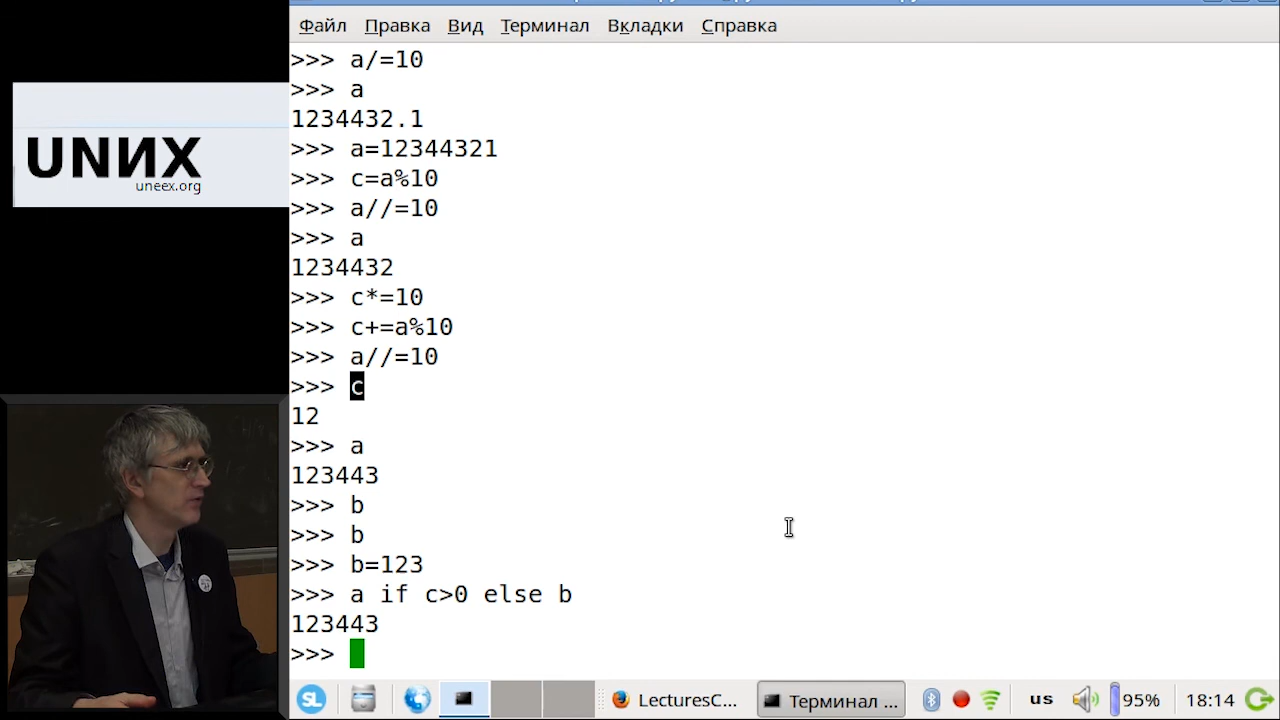 Файл Правка Вид Терминал Вкладки Справка
>>> a/=10
>>> a
1234432.1
>>> a=12344321
>>> c=a%10
>>> a//=10
>>> a
1234432
>>> c*=10
>>> c+=a%10
>>> a//=10
>>> c
12
>>> a
123443
>>> b
>>> b
>>> b=123
>>> a if c>0 else b
123443
>>>
UNИX
uneex.org
SL LecturesC... терминал ... us 95% 18:14